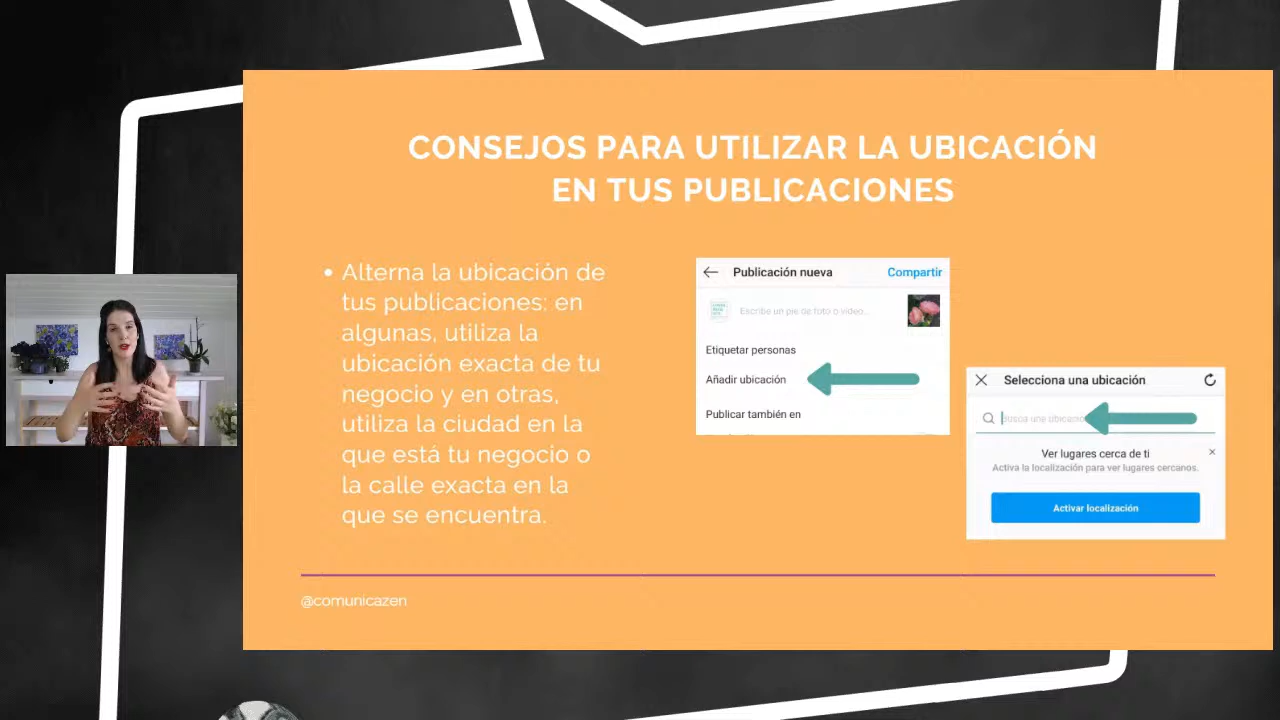 CONSEJOS PARA UTILIZAR LA UBICACIÓN
EN TUS PUBLICACIONES
• Alterna la ubicación de
tus publicaciones: en
algunas, utiliza la
ubicación exacta de tu
negocio y en otras,
utiliza la ciudad en la
que está tu negocio o
la calle exacta en la
que se encuentra.
Publicación nueva
Compartir
Escribe un pie de foto o video...
Etiquetar personas
Añadir ubicación
Publicar también en
Selecciona una ubicación
Busca una
Ver lugares cerca de ti
Activa la localización para ver lugares cercanos.
Activar localización
@comunicazen